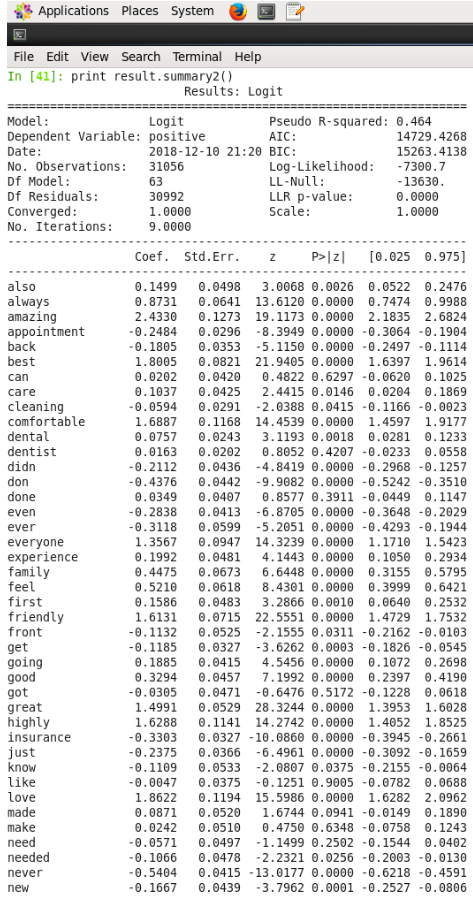 Applications Places System
File Edit View Search Terminal Help
In [41]: print result.summary2()
Results: Logit
=================================================================
Model: Logit Pseudo R-squared: 0.464
Dependent Variable: positive AIC: 14729.4268
Date: 2018-12-10 21:20 BIC: 15263.4138
No. Observations: 31056 Log-Likelihood: -7300.7
Df Model: 63 LL-Null: -13630.
Df Residuals: 30992 LLR p-value: 0.0000
Converged: 1.0000 Scale: 1.0000
No. Iterations: 9.0000
-----------------------------------------------------------------
Coef. Std.Err. z P>|z| [0.025 0.975]
-----------------------------------------------------------------
also 0.1499 0.0498 3.0068 0.0026 0.0522 0.2476
always 0.8731 0.0641 13.6120 0.0000 0.7474 0.9988
amazing 2.4330 0.1273 19.1173 0.0000 2.1835 2.6824
appointment -0.2484 0.0296 -8.3949 0.0000 -0.3064 -0.1904
back -0.1805 0.0353 -5.1150 0.0000 -0.2497 -0.1114
best 1.8005 0.0821 21.9405 0.0000 1.6397 1.9614
can 0.0202 0.0420 0.4822 0.6297 -0.0620 0.1025
care 0.1037 0.0425 2.4415 0.0146 0.0204 0.1869
cleaning -0.0594 0.0291 -2.0388 0.0415 -0.1166 -0.0023
comfortable 1.6887 0.1168 14.4539 0.0000 1.4597 1.9177
dental 0.0757 0.0243 3.1193 0.0018 0.0281 0.1233
dentist 0.0163 0.0202 0.8052 0.4207 -0.0233 0.0558
didn -0.2112 0.0436 -4.8419 0.0000 -0.2968 -0.1257
don -0.4376 0.0442 -9.9082 0.0000 -0.5242 -0.3510
done 0.0349 0.0407 0.8577 0.3911 -0.0449 0.1147
even -0.2838 0.0413 -6.8705 0.0000 -0.3648 -0.2029
ever -0.3118 0.0599 -5.2051 0.0000 -0.4293 -0.1944
everyone 1.3567 0.0947 14.3239 0.0000 1.1710 1.5423
experience 0.1992 0.0481 4.1443 0.0000 0.1050 0.2934
family 0.4475 0.0673 6.6448 0.0000 0.3155 0.5795
feel 0.5210 0.0618 8.4301 0.0000 0.3999 0.6421
first 0.1586 0.0483 3.2866 0.0010 0.0640 0.2532
friendly 1.6131 0.0715 22.5551 0.0000 1.4729 1.7532
front -0.1132 0.0525 -2.1555 0.0311 -0.2162 -0.0103
get -0.1185 0.0327 -3.6262 0.0003 -0.1826 -0.0545
going 0.1885 0.0415 4.5456 0.0000 0.1072 0.2698
good 0.3294 0.0457 7.1992 0.0000 0.2397 0.4190
got -0.0305 0.0471 -0.6476 0.5172 -0.1228 0.0618
great 1.4991 0.0529 28.3244 0.0000 1.3953 1.6028
highly 1.6288 0.1141 14.2742 0.0000 1.4052 1.8525
insurance -0.3303 0.0327 -10.0860 0.0000 -0.3945 -0.2661
just -0.2375 0.0366 -6.4961 0.0000 -0.3092 -0.1659
know -0.1109 0.0533 -2.0807 0.0375 -0.2155 -0.0064
like -0.0047 0.0375 -0.1251 0.9005 -0.0782 0.0688
love 1.8622 0.1194 15.5986 0.0000 1.6282 2.0962
made 0.0871 0.0520 1.6744 0.0941 -0.0149 0.1890
make 0.0242 0.0510 0.4750 0.6348 -0.0758 0.1243
need -0.0571 0.0497 -1.1499 0.2502 -0.1544 0.0402
needed -0.1066 0.0478 -2.2321 0.0256 -0.2003 -0.0130
never -0.5404 0.0415 -13.0177 0.0000 -0.6218 -0.4591
new -0.1667 0.0439 -3.7962 0.0001 -0.2527 -0.0806